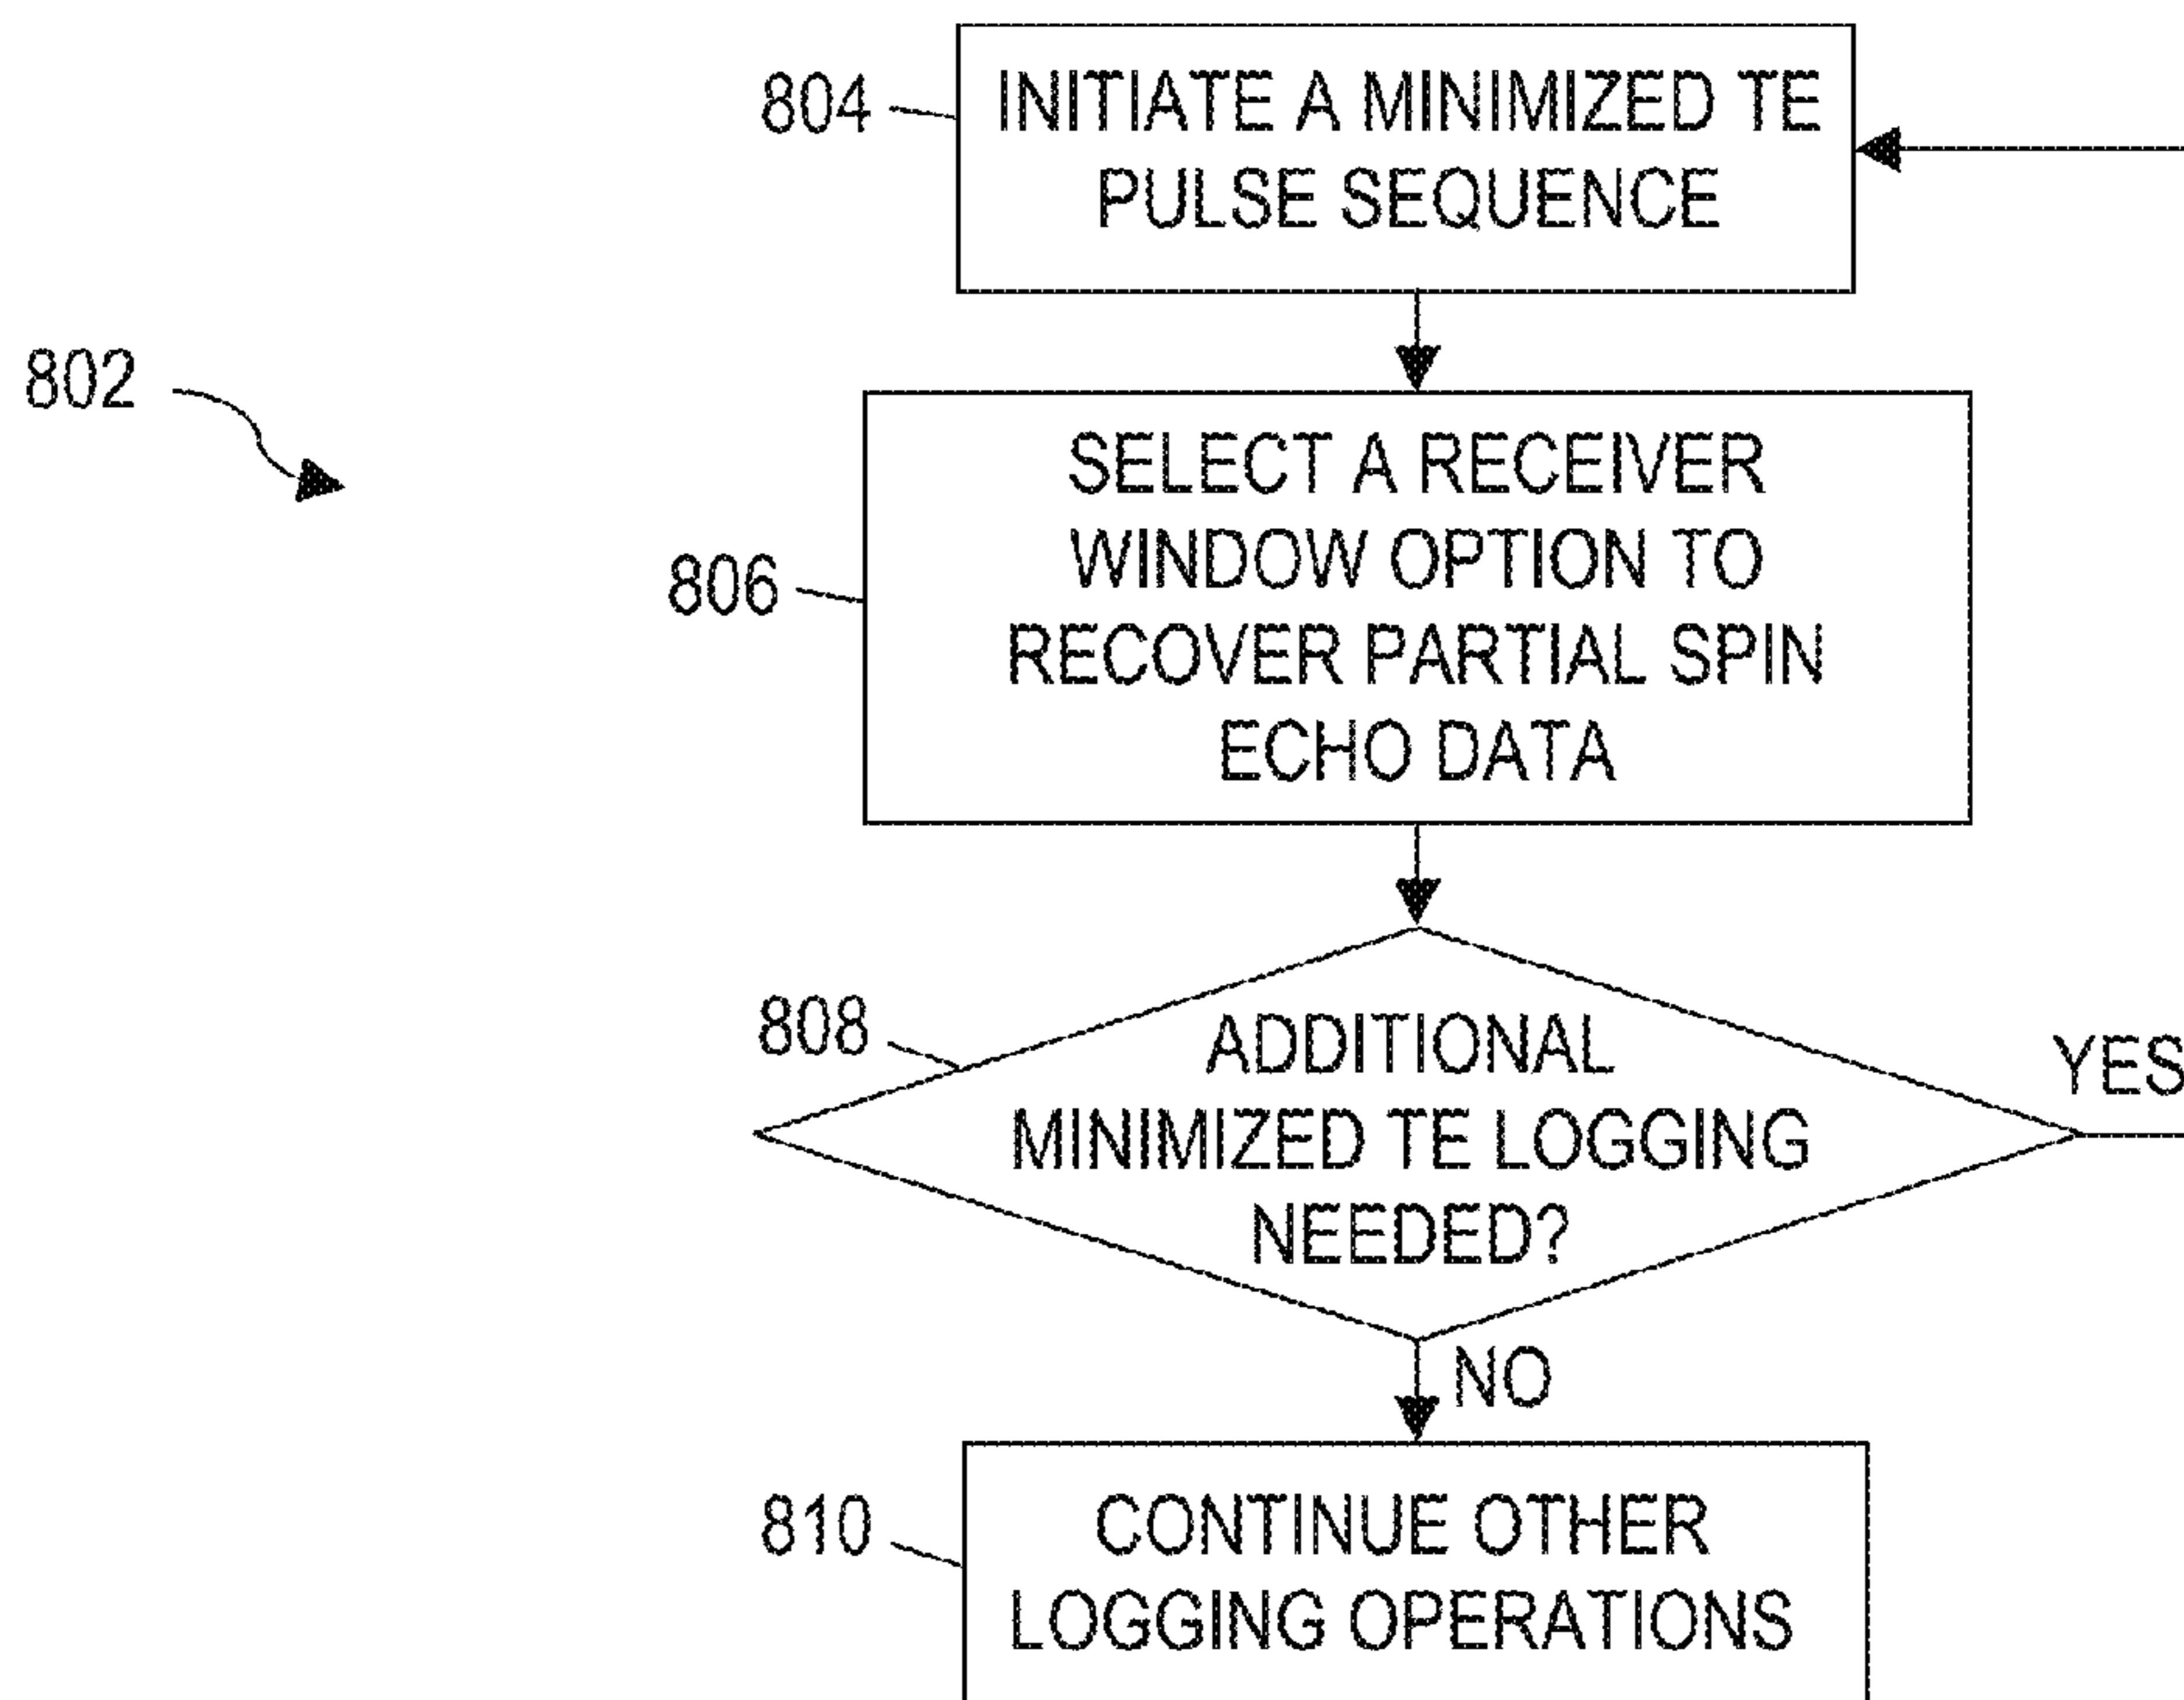 804
INITIATE A MINIMIZED TE
PULSE SEQUENCE
802
806
SELECT A RECEIVER
WINDOW OPTION TO
RECOVER PARTIAL SPIN
ECHO DATA
808
ADDITIONAL
MINIMIZED TE LOGGING
NEEDED?
YES
NO
810
CONTINUE OTHER
LOGGING OPERATIONS